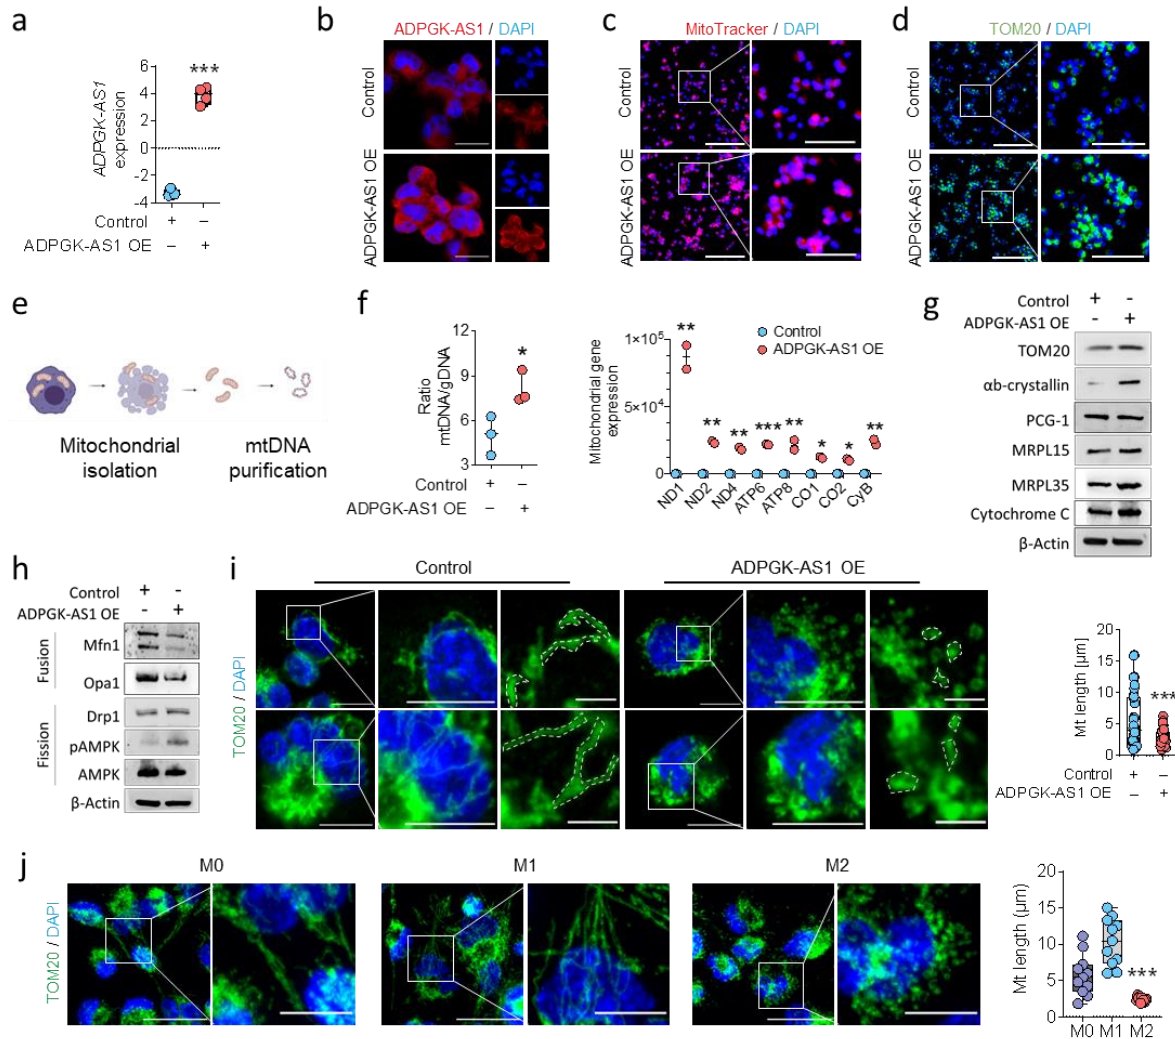 a
ADPGK-AS1
expression
6
4
2
0
-2
-4
***
Control + –
ADPGK-AS1 OE – +
b
ADPGK-AS1 / DAPI
Control
ADPGK-AS1 OE
c
MitoTracker / DAPI
Control
ADPGK-AS1 OE
d
TOM20 / DAPI
Control
ADPGK-AS1 OE
e
Mitochondrial
isolation
mtDNA
purification
f
Ratio
mtDNA/gDNA
12
9
6
3
*
Control + –
ADPGK-AS1 OE – +
Mitochondrial gene
expression
1×10⁵
5×10⁴
0
** ** ** *** ** * * **
Control
ADPGK-AS1 OE
ND1 ND2 ND4 ATP6 ATP8 CO1 CO2 CyB
g
Control + -
ADPGK-AS1 OE - +
TOM20
αb-crystallin
PCG-1
MRPL15
MRPL35
Cytochrome C
β-Actin
h
Control + -
ADPGK-AS1 OE - +
Fusion
Mfn1
Opa1
Fission
Drp1
pAMPK
AMPK
β-Actin
i
Control
ADPGK-AS1 OE
TOM20 / DAPI
Mt length [µm]
20
15
10
5
0
***
Control + –
ADPGK-AS1 OE – +
j
M0
M1
M2
TOM20 / DAPI
Mt length (µm)
20
15
10
5
0
***
M0 M1 M2